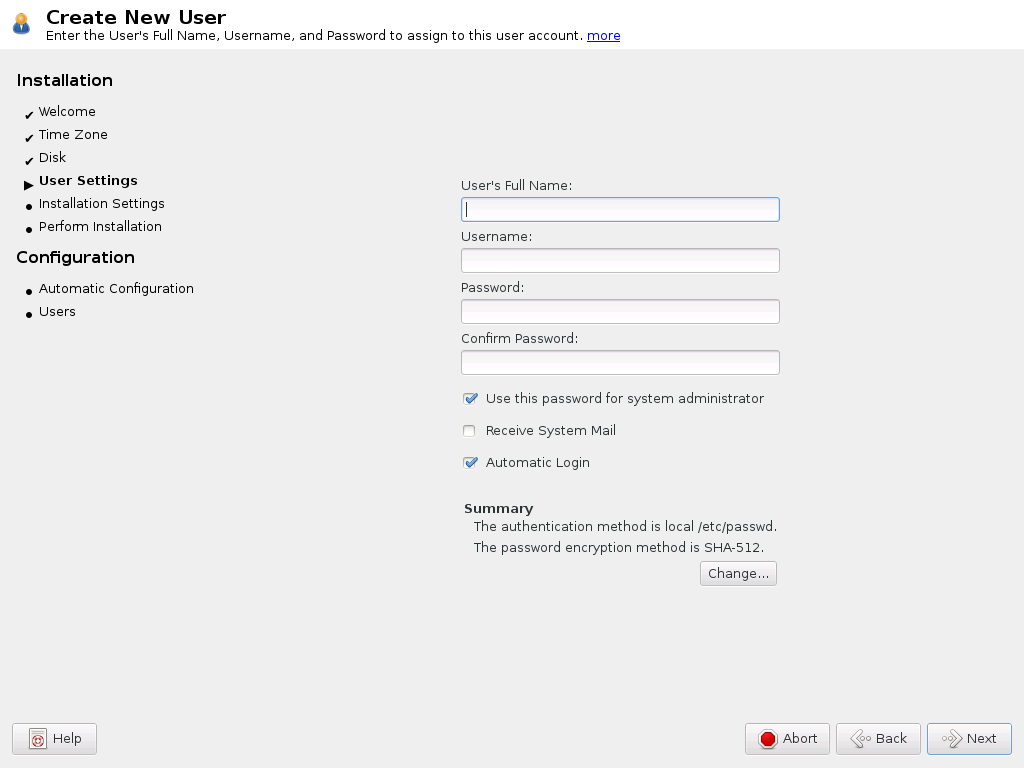 Create New User
Enter the User's Full Name, Username, and Password to assign to this user account. more
Installation
Welcome
Time Zone
Disk
User Settings
Installation Settings
Perform Installation
Configuration
Automatic Configuration
Users
User's Full Name:
Username:
Password:
Confirm Password:
Use this password for system administrator
Receive System Mail
Automatic Login
Summary
The authentication method is local /etc/passwd.
The password encryption method is SHA-512.
Change...
Help
Abort
Back
Next